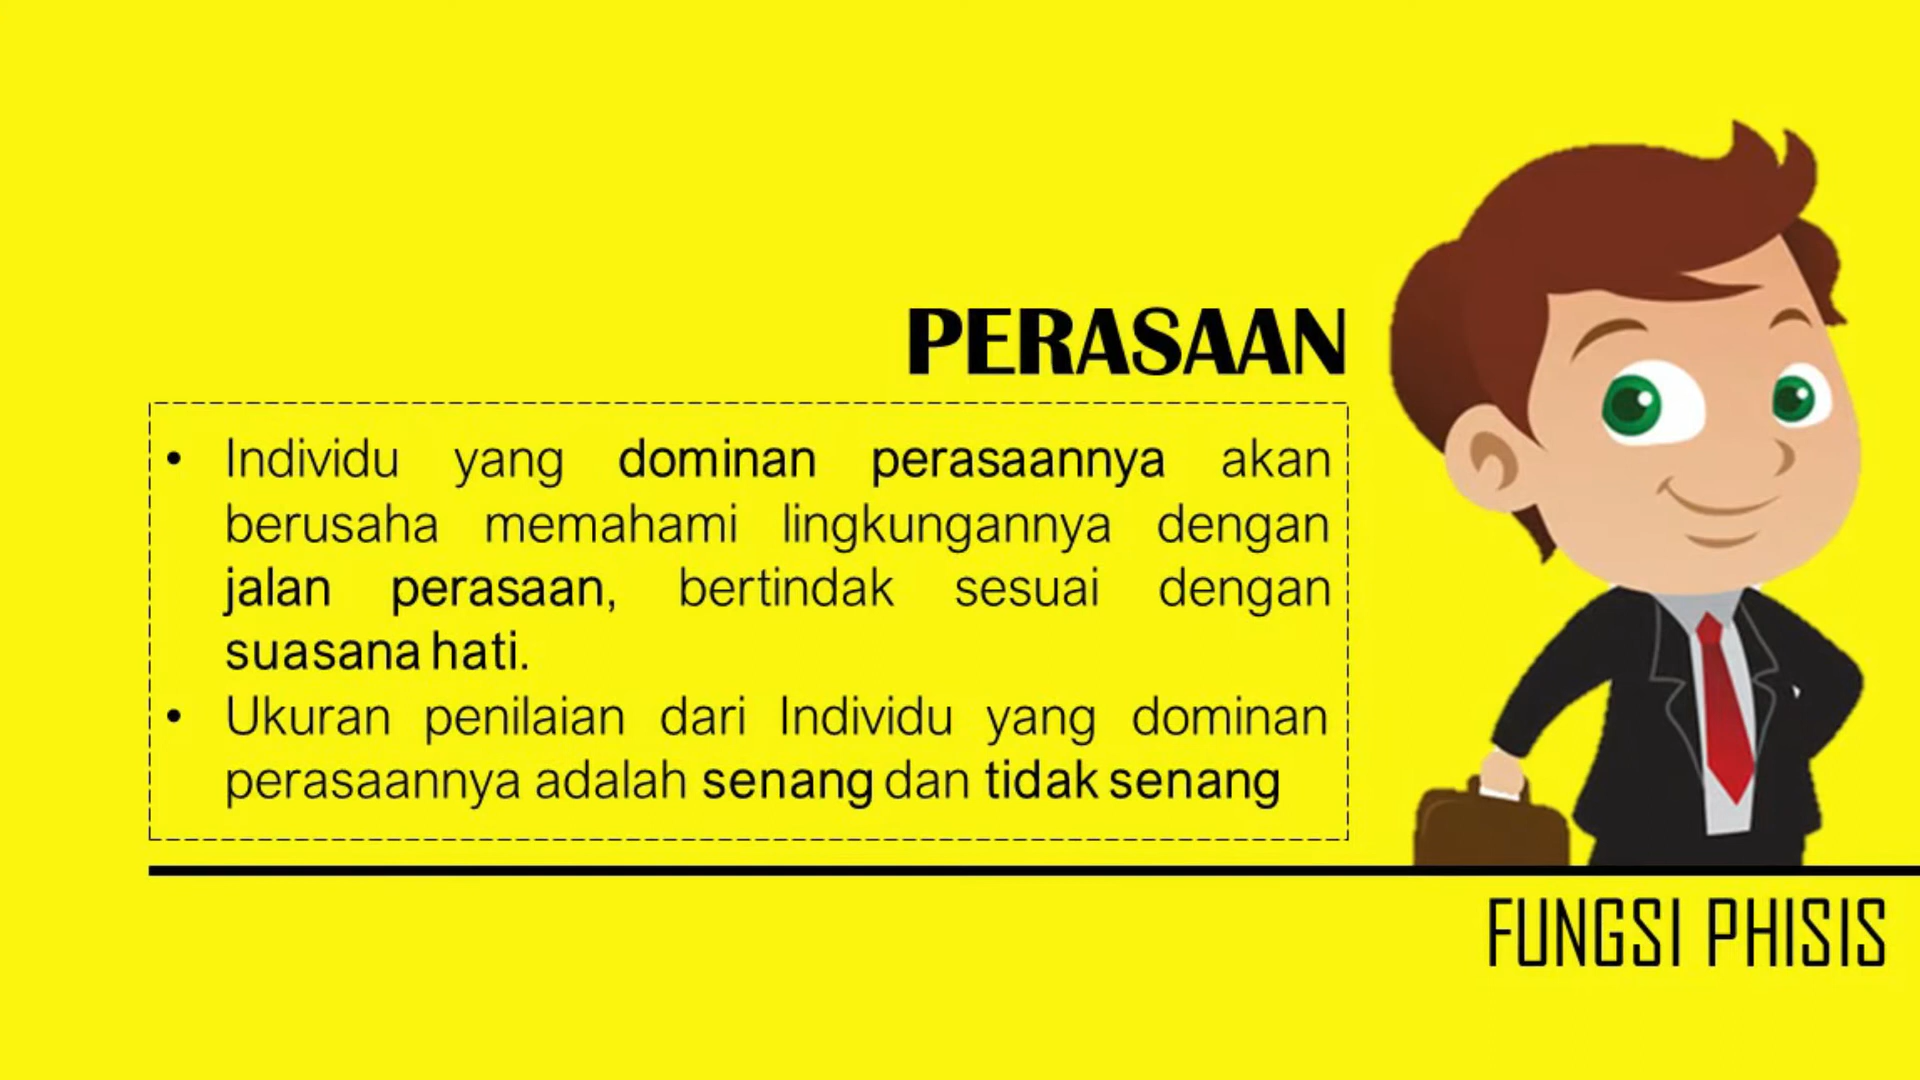 PERASAAN
• Individu yang dominan perasaannya akan
berusaha memahami lingkungannya dengan
jalan perasaan, bertindak sesuai dengan
suasana hati.
• Ukuran penilaian dari Individu yang dominan
perasaannya adalah senang dan tidak senang
FUNGSI PHISIS